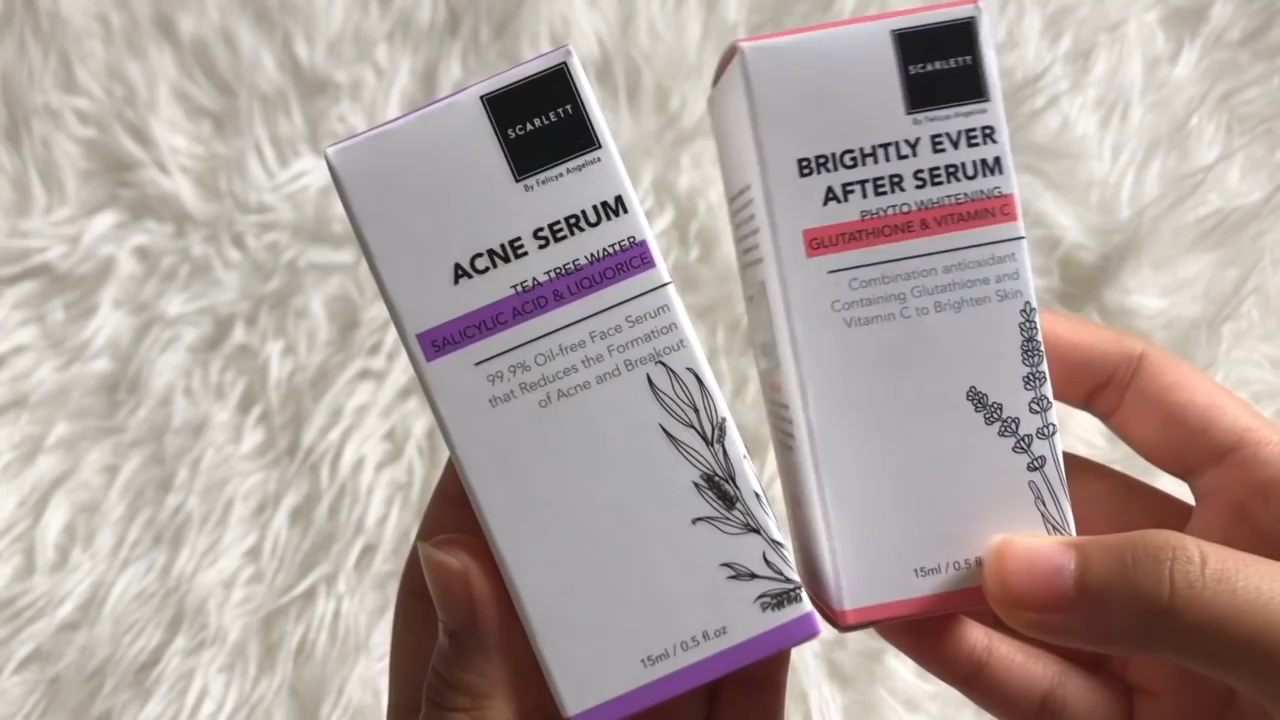 SCARLETT
By Felicya Angelista
ACNE SERUM
TEA TREE WATER,
SALICYLIC ACID & LIQUORICE
99,9% Oil-free Face Serum
that Reduces the Formation
of Acne and Breakout
15ml / 0.5 fl.oz
SCARLETT
By Felicya Angelista
BRIGHTLY EVER
AFTER SERUM
PHYTO WHITENING,
GLUTATHIONE & VITAMIN C
Combination antioxidant
Containing Glutathione and
Vitamin C to Brighten Skin
15ml / 0.5